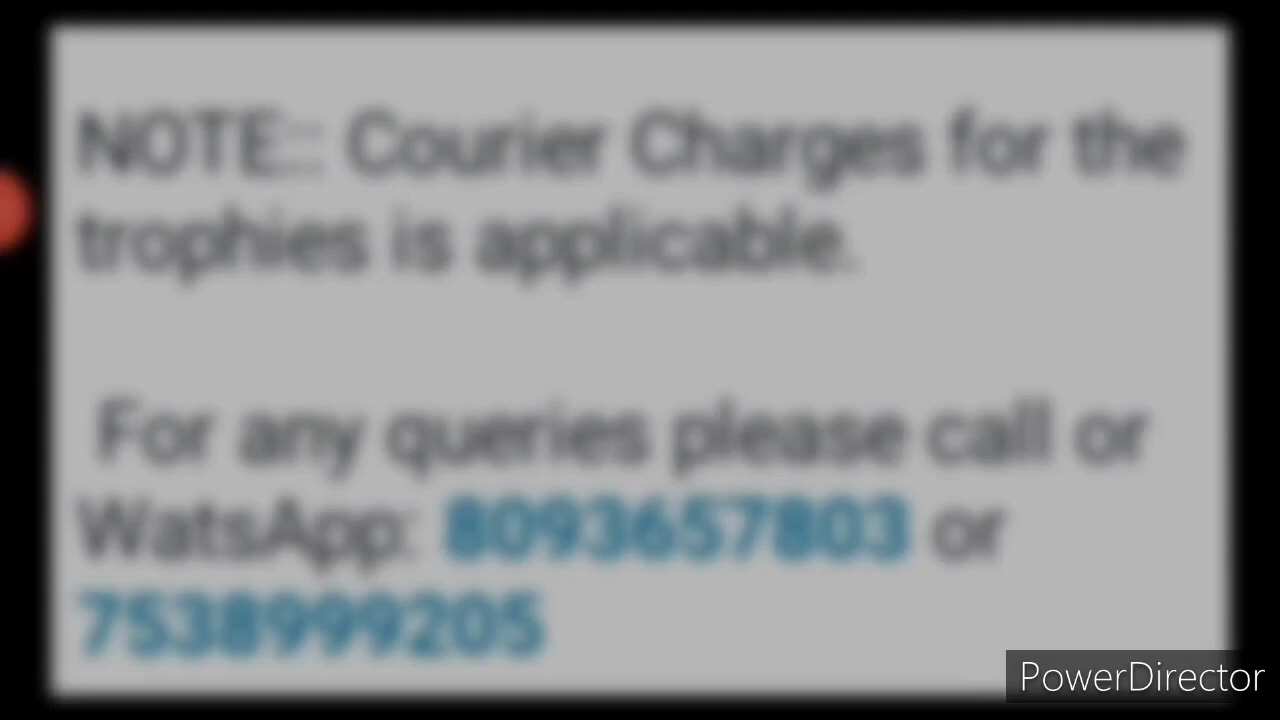 NOTE:: Courier Charges for the
trophies is applicable.
For any queries please call or
WatsApp: 8093657803 or
7538999205
PowerDirector